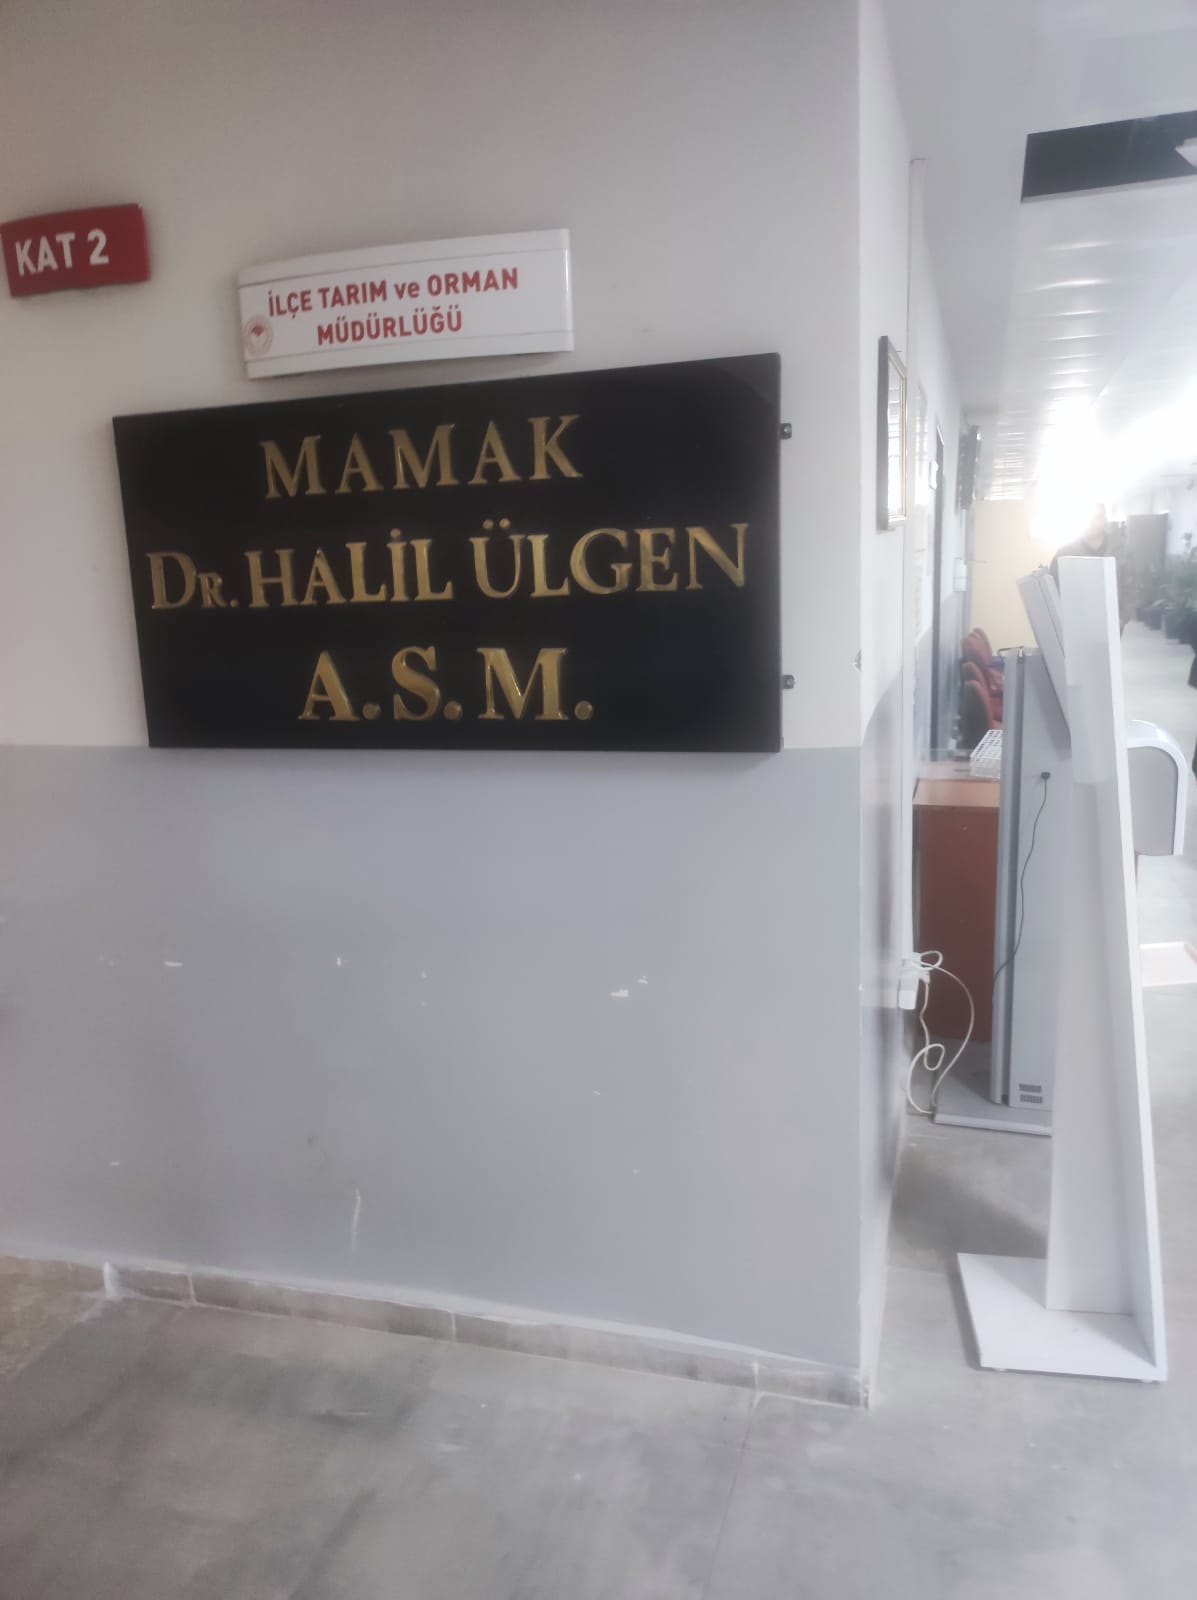 KAT 2
İLÇE TARIM ve ORMAN
MÜDÜRLÜĞÜ
MAMAK
DR. HALİL ÜLGEN
A.S.M.